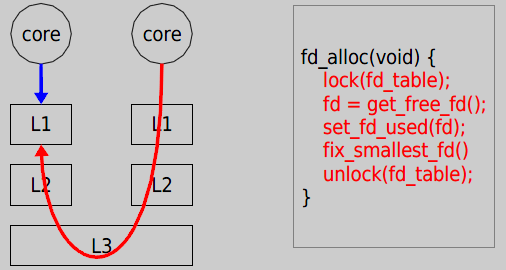 core
core
L1
L1
L2
L2
L3
fd_alloc(void) {
lock(fd_table);
fd = get_free_fd();
set_fd_used(fd);
fix_smallest_fd()
unlock(fd_table);
}